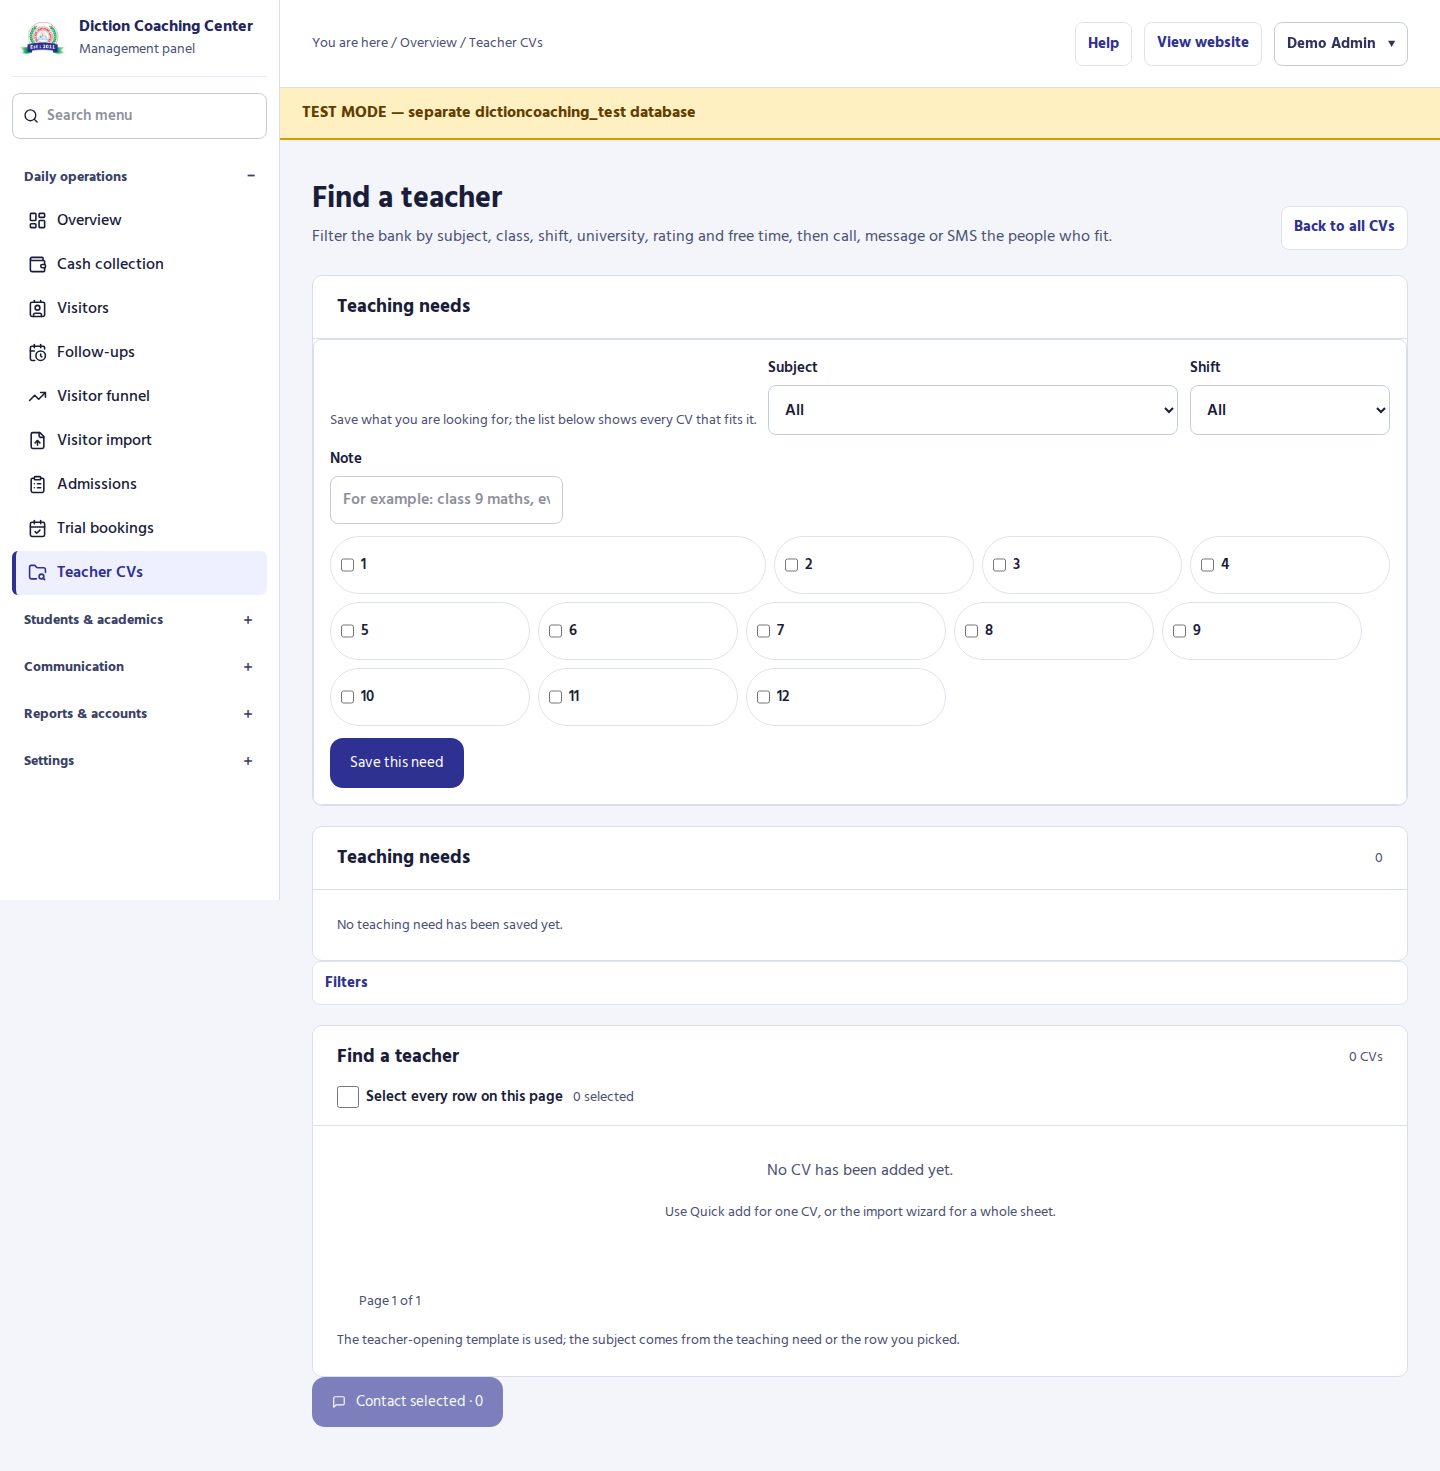 Diction Coaching Center
Management panel
Est : 2011
Search menu
Daily operations −
Overview
Cash collection
Visitors
Follow-ups
Visitor funnel
Visitor import
Admissions
Trial bookings
Teacher CVs
Students & academics +
Communication +
Reports & accounts +
Settings +
You are here / Overview / Teacher CVs
Help
View website
Demo Admin ▼
TEST MODE — separate dictioncoaching_test database
Find a teacher
Filter the bank by subject, class, shift, university, rating and free time, then call, message or SMS the people who fit.
Back to all CVs
Teaching needs
Save what you are looking for; the list below shows every CV that fits it.
Subject
All
Shift
All
Note
For example: class 9 maths, ev
1
2
3
4
5
6
7
8
9
10
11
12
Save this need
Teaching needs 0
No teaching need has been saved yet.
Filters
Find a teacher 0 CVs
Select every row on this page 0 selected
No CV has been added yet.
Use Quick add for one CV, or the import wizard for a whole sheet.
Page 1 of 1
The teacher-opening template is used; the subject comes from the teaching need or the row you picked.
Contact selected · 0